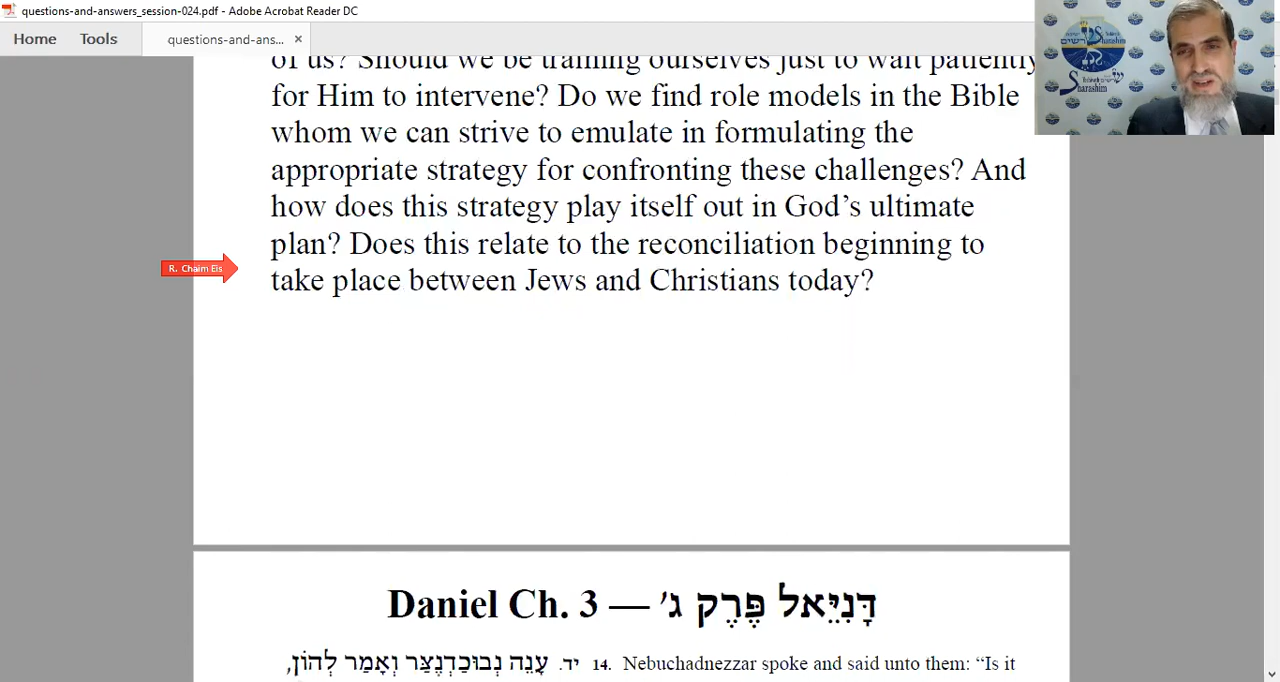 questions-and-answers_session-024.pdf - Adobe Acrobat Reader DC
Home Tools questions-and-ans... ×
of us? Should we be training ourselves just to wait patiently
for Him to intervene? Do we find role models in the Bible
whom we can strive to emulate in formulating the
appropriate strategy for confronting these challenges? And
how does this strategy play itself out in God’s ultimate
plan? Does this relate to the reconciliation beginning to
R. Chaim Eis
take place between Jews and Christians today?
Daniel Ch. 3 — דָּנִיֵּאל פֶּרֶק ג’
יד. עָנֵה נְבוּכַדְנֶצַּר וְאָמַר לְהוֹן,
14. Nebuchadnezzar spoke and said unto them: “Is it
Sharashim